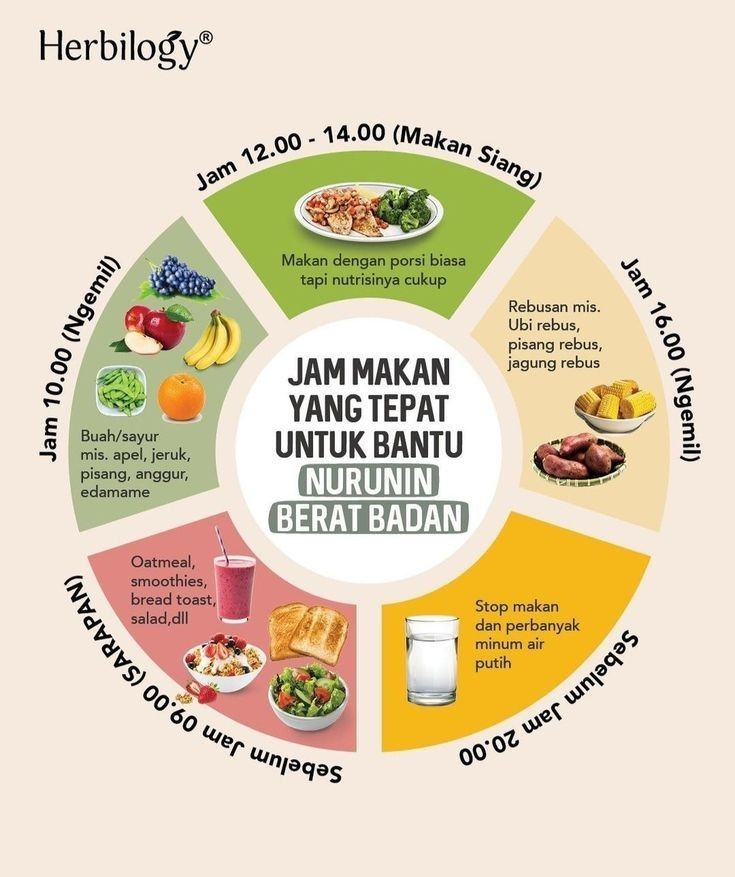 Herbilogy®
JAM MAKAN
YANG TEPAT
UNTUK BANTU
NURUNIN
BERAT BADAN
Sebelum Jam 09.00 (SARAPAN)
Oatmeal,
smoothies,
bread toast,
salad,dll
Jam 10.00 (Ngemil)
Buah/sayur
mis. apel, jeruk,
pisang, anggur,
edamame
Jam 12.00 - 14.00 (Makan Siang)
Makan dengan porsi biasa
tapi nutrisinya cukup
Jam 16.00 (Ngemil)
Rebusan mis.
Ubi rebus,
pisang rebus,
jagung rebus
Sebelum Jam 20.00
Stop makan
dan perbanyak
minum air
putih